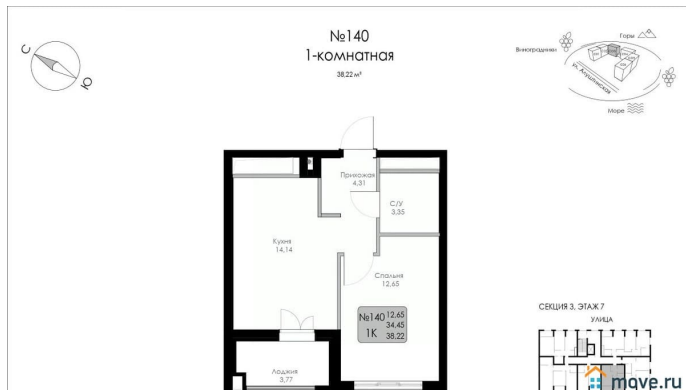 №140
1-комнатная
38,22 м²
С
Ю
Горы
Виноградники
ул. Алуштинская
Море
Прихожая
4,31
С/У
3,35
Кухня
14,14
Спальня
12,65
№140 12,65
34,45
1К 38,22
Лоджия
3,77
СЕКЦИЯ 3, ЭТАЖ 7
УЛИЦА
move.ru